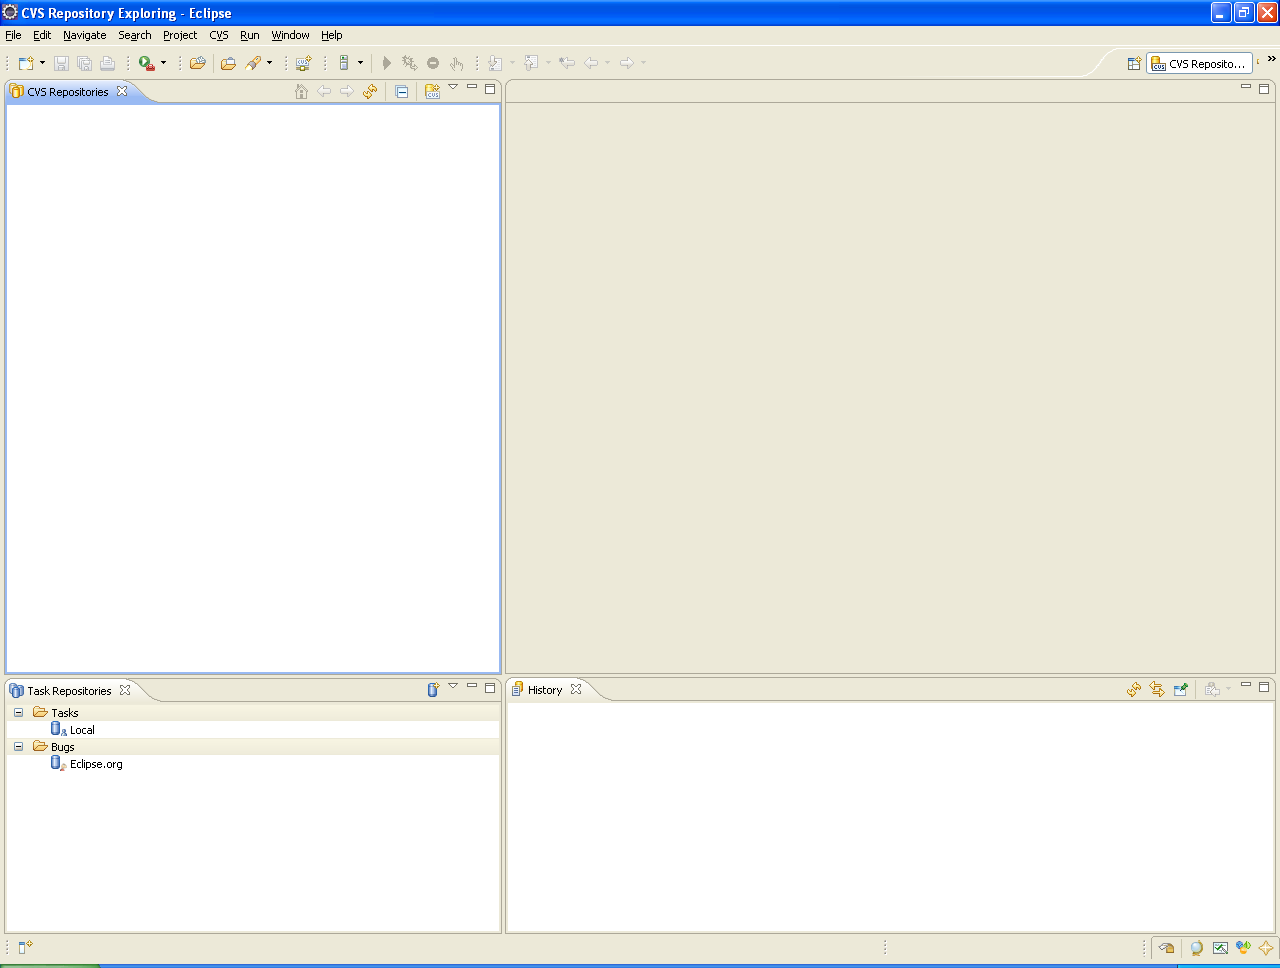 CVS Repository Exploring - Eclipse
File Edit Navigate Search Project CVS Run Window Help
CVS Reposito...
CVS Repositories
Task Repositories
Tasks
Local
Bugs
Eclipse.org
History